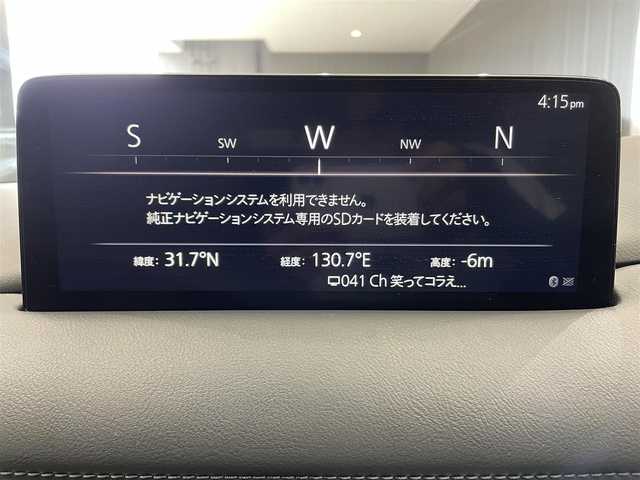 4:15pm
S SW W NW N
ナビゲーションシステムを利用できません。
純正ナビゲーションシステム専用のSDカードを装着してください。
緯度: 31.7°N 経度: 130.7°E 高度: -6m
041 Ch 笑ってコラえ...